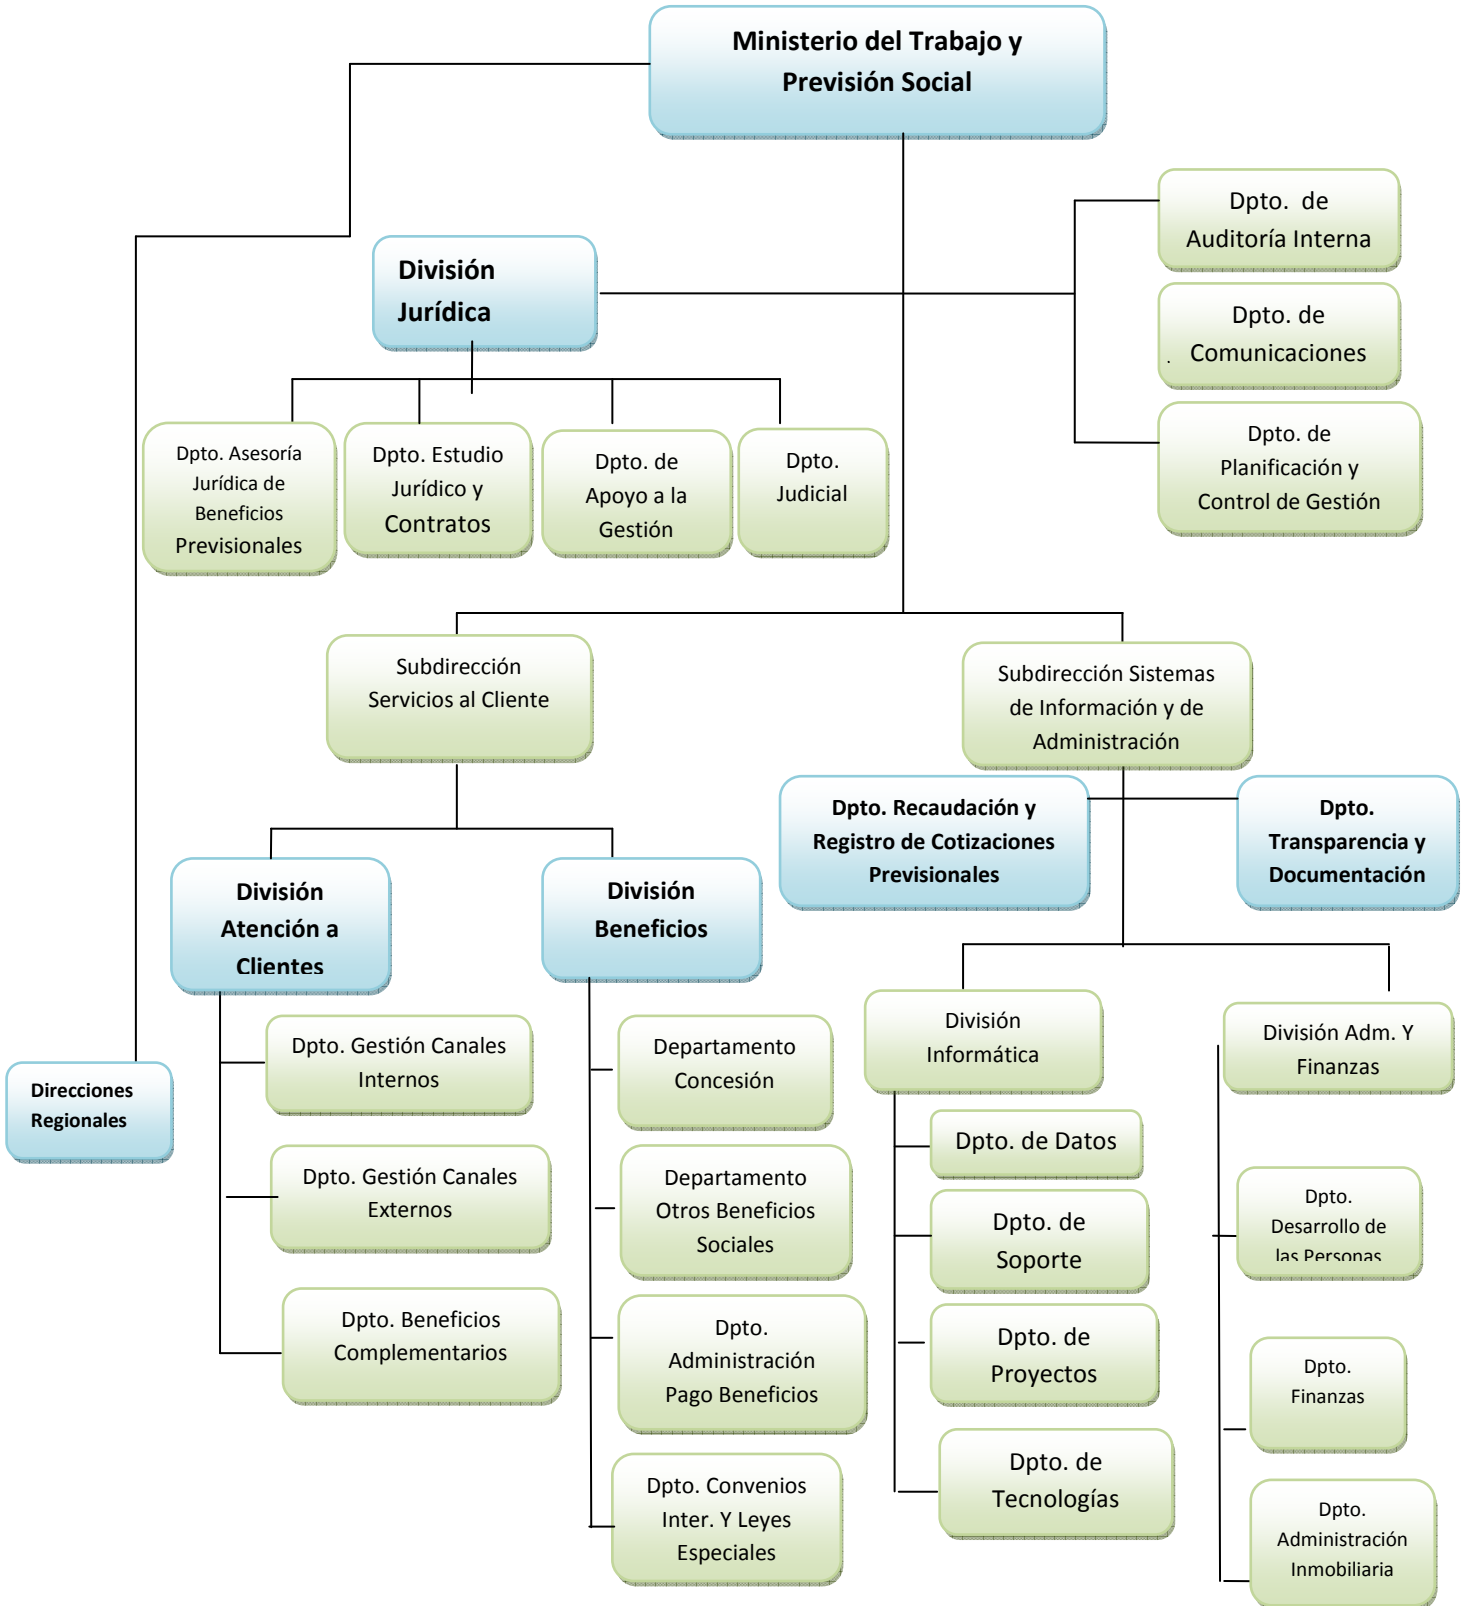 Ministerio del Trabajo y
Previsión Social
Dpto. de
Auditoría Interna
División
Jurídica
Dpto. de
. Comunicaciones
Dpto. de
Planificación y
Control de Gestión
Dpto. Asesoría
Jurídica de
Beneficios
Previsionales
Dpto. Estudio
Jurídico y
Contratos
Dpto. de
Apoyo a la
Gestión
Dpto.
Judicial
Subdirección
Servicios al Cliente
Subdirección Sistemas
de Información y de
Administración
Dpto. Recaudación y
Registro de Cotizaciones
Previsionales
Dpto.
Transparencia y
Documentación
División
Atención a
Clientes
División
Beneficios
División
Informática
División Adm. Y
Finanzas
Dpto. Gestión Canales
Internos
Departamento
Concesión
Direcciones
Regionales
Dpto. de Datos
Dpto. Gestión Canales
Externos
Departamento
Otros Beneficios
Sociales
Dpto. de
Soporte
Dpto.
Desarrollo de
las Personas
Dpto. Beneficios
Complementarios
Dpto.
Administración
Pago Beneficios
Dpto. de
Proyectos
Dpto.
Finanzas
Dpto. Convenios
Inter. Y Leyes
Especiales
Dpto. de
Tecnologías
Dpto.
Administración
Inmobiliaria